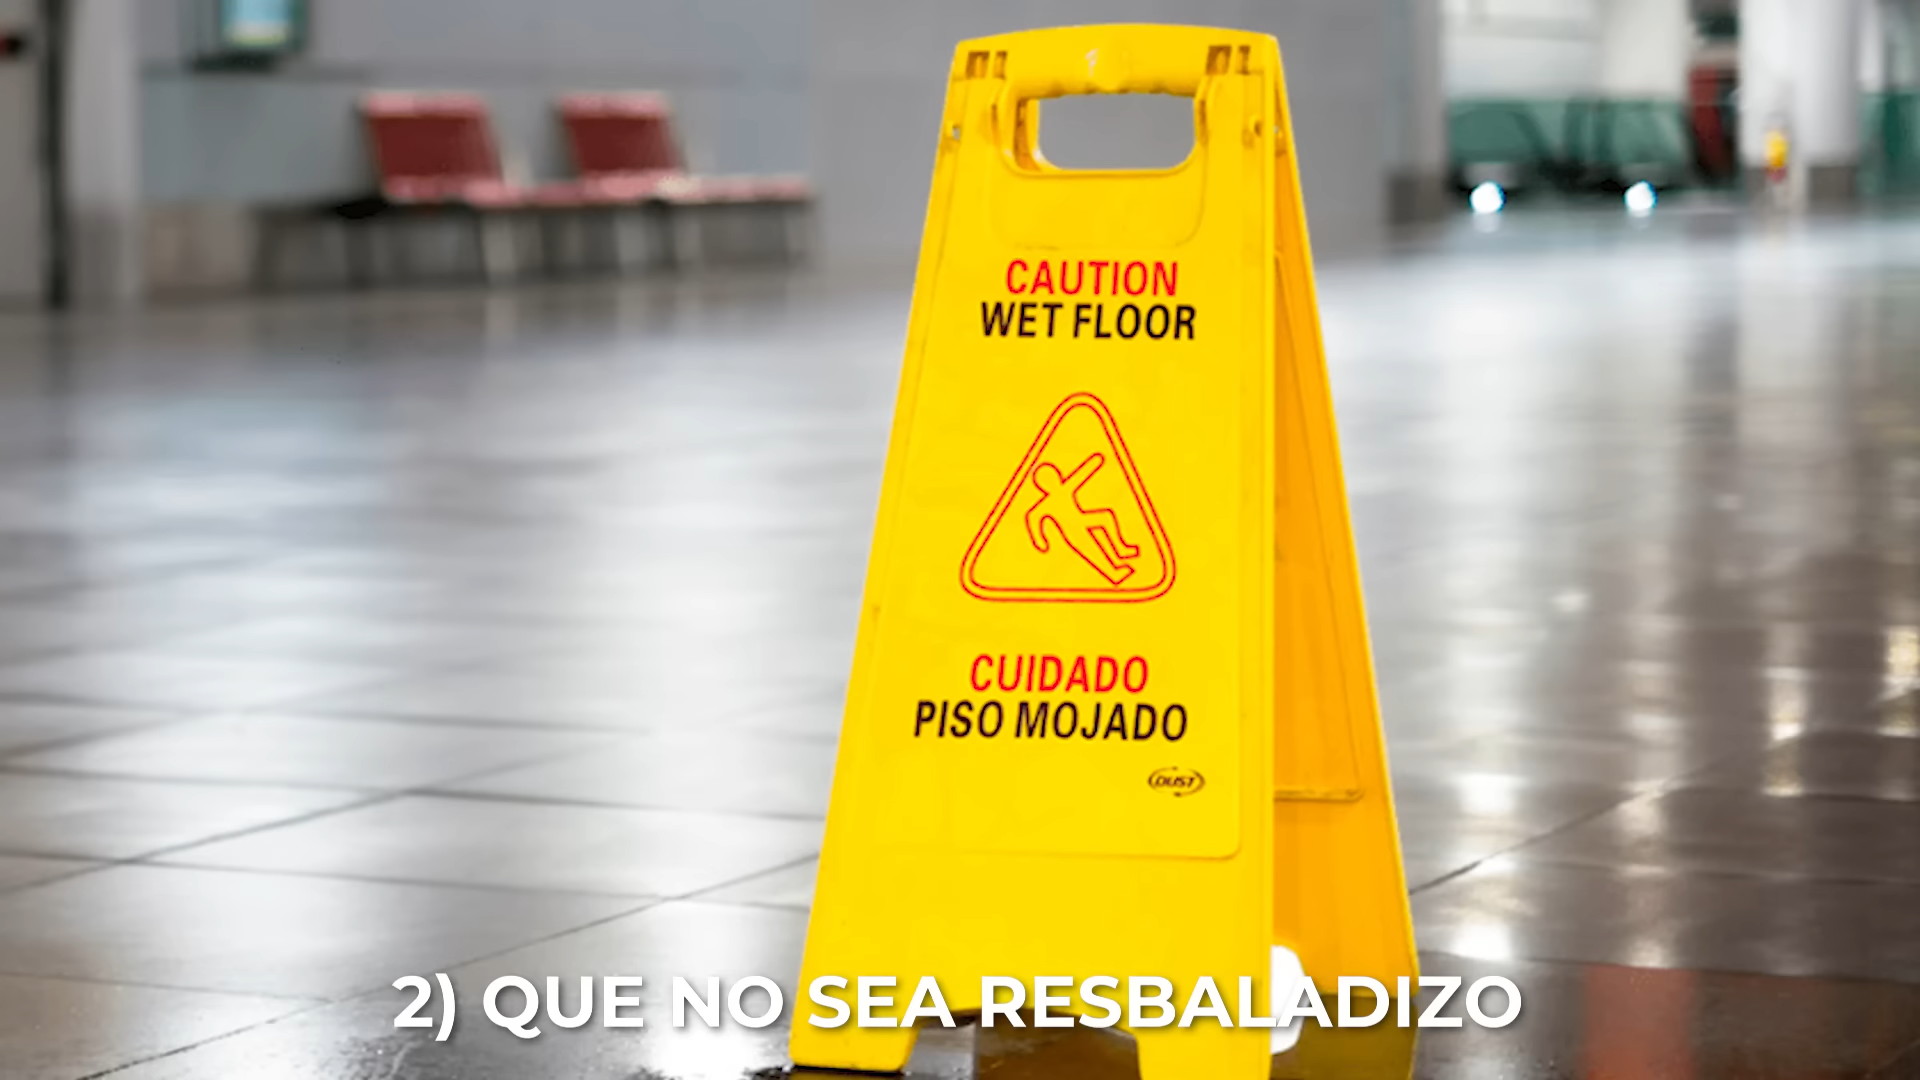 CAUTION
WET FLOOR
CUIDADO
PISO MOJADO
DUST
2) QUE NO SEA RESBALADIZO